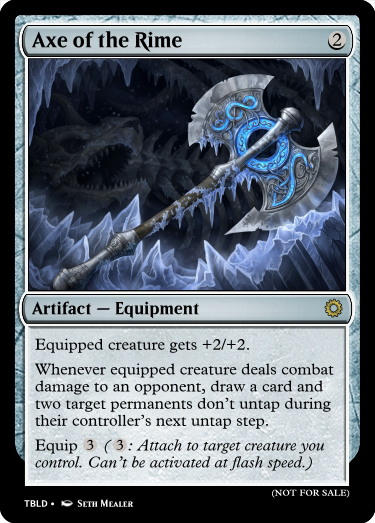 Axe of the Rime 2
Artifact — Equipment
Equipped creature gets +2/+2.
Whenever equipped creature deals combat
damage to an opponent, draw a card and
two target permanents don't untap during
their controller's next untap step.
Equip 3 (3: Attach to target creature you
control. Can't be activated at flash speed.)
(NOT FOR SALE)
TBLD • Seth Mealer